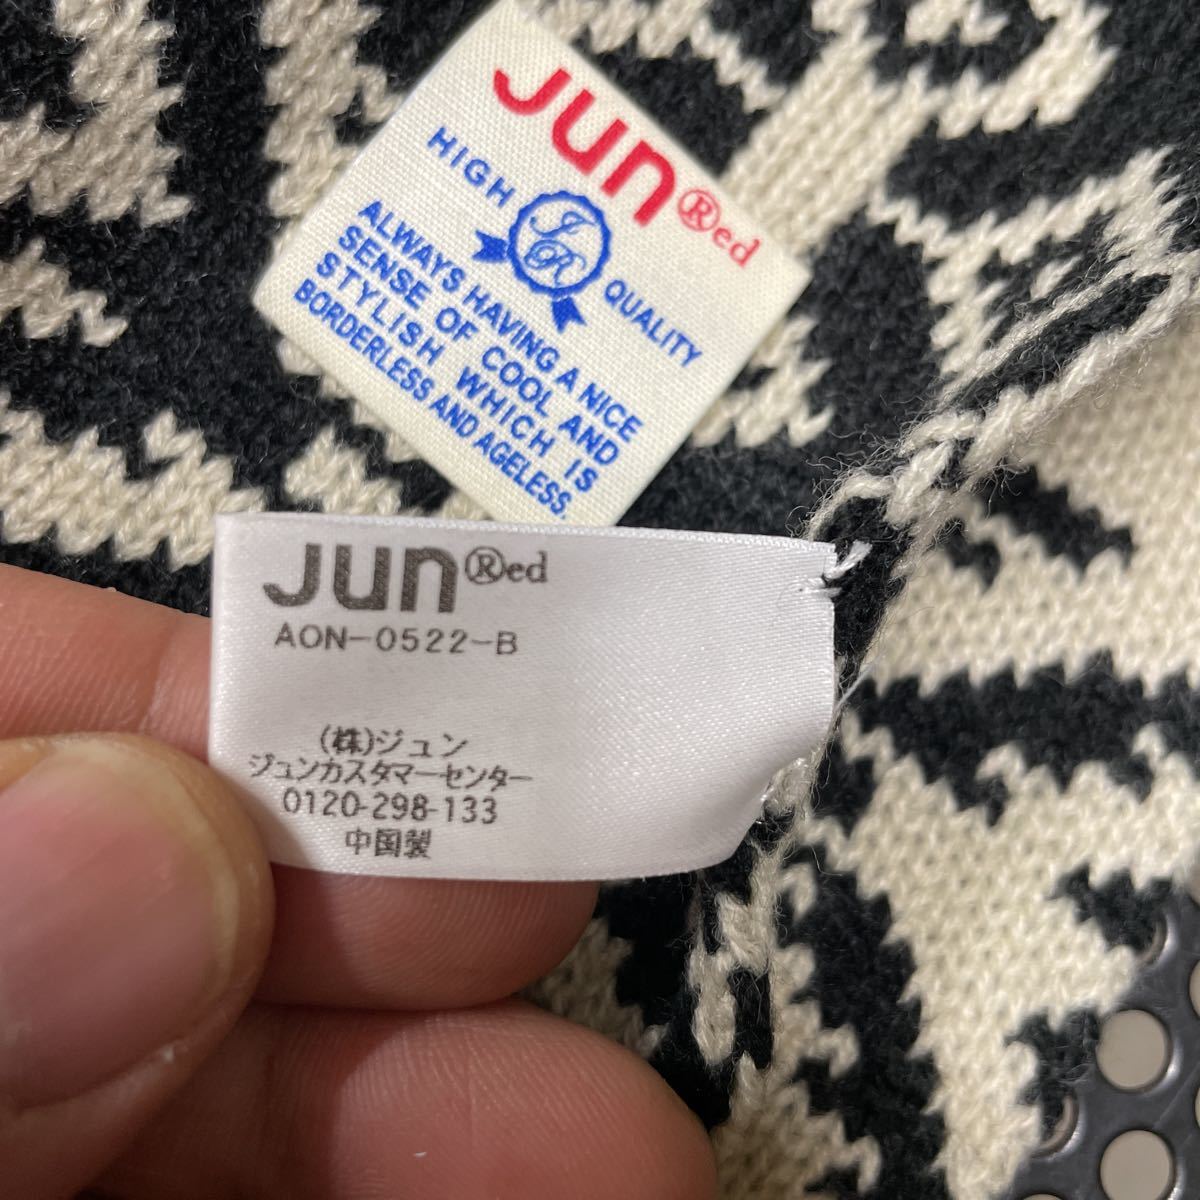 Jun®ed
HIGH JR QUALITY
ALWAYS HAVING A NICE
SENSE OF COOL AND
STYLISH WHICH IS
BORDERLESS AND AGELESS.
Jun®ed
AON-0522-B
(株)ジュン
ジュンカスタマーセンター
0120-298-133
中国製